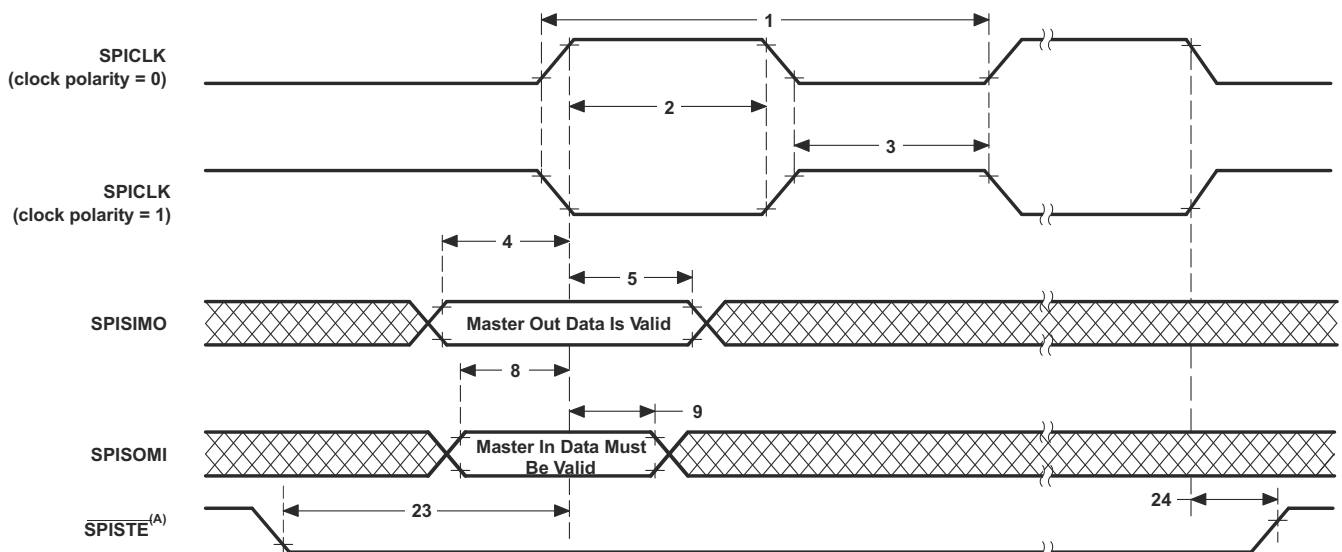 1
SPICLK
(clock polarity = 0)
2
3
SPICLK
(clock polarity = 1)
4
5
SPISIMO
Master Out Data Is Valid
8
9
SPISOMI
Master In Data Must
Be Valid
23
24
SPISTE(A)